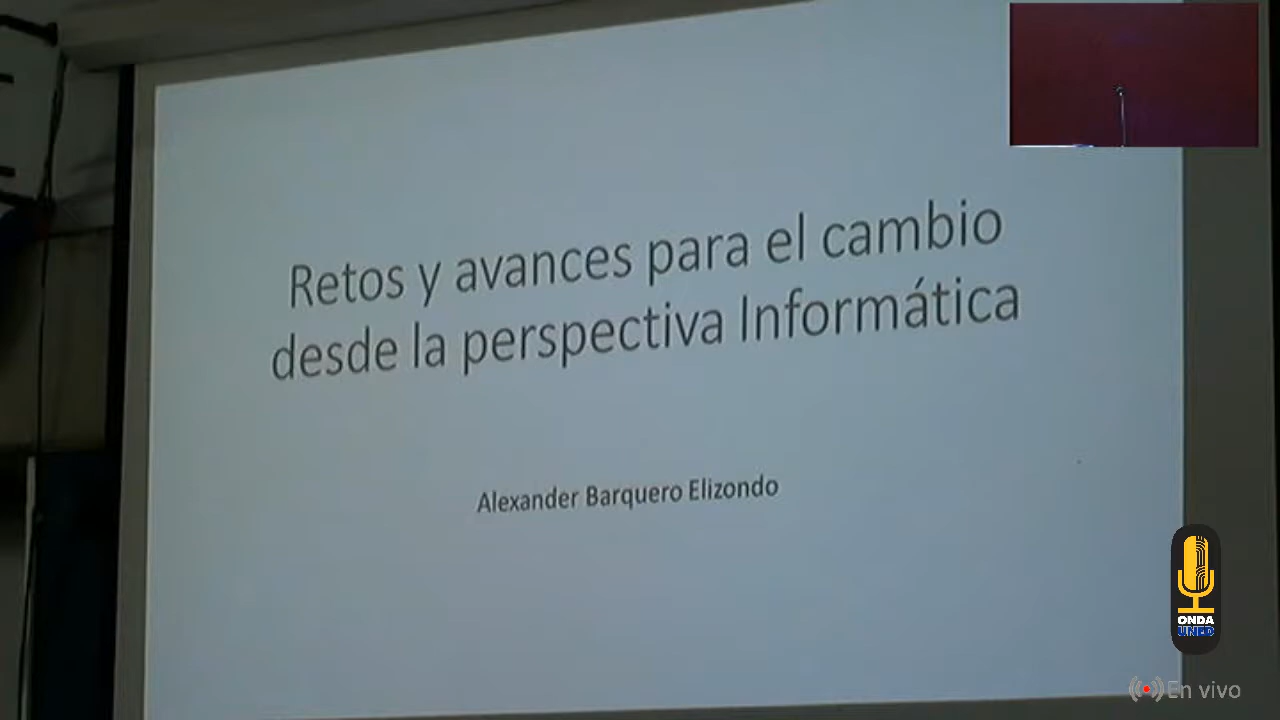 Retos y avances para el cambio
desde la perspectiva Informática
Alexander Barquero Elizondo
ONDA
UNED
En vivo